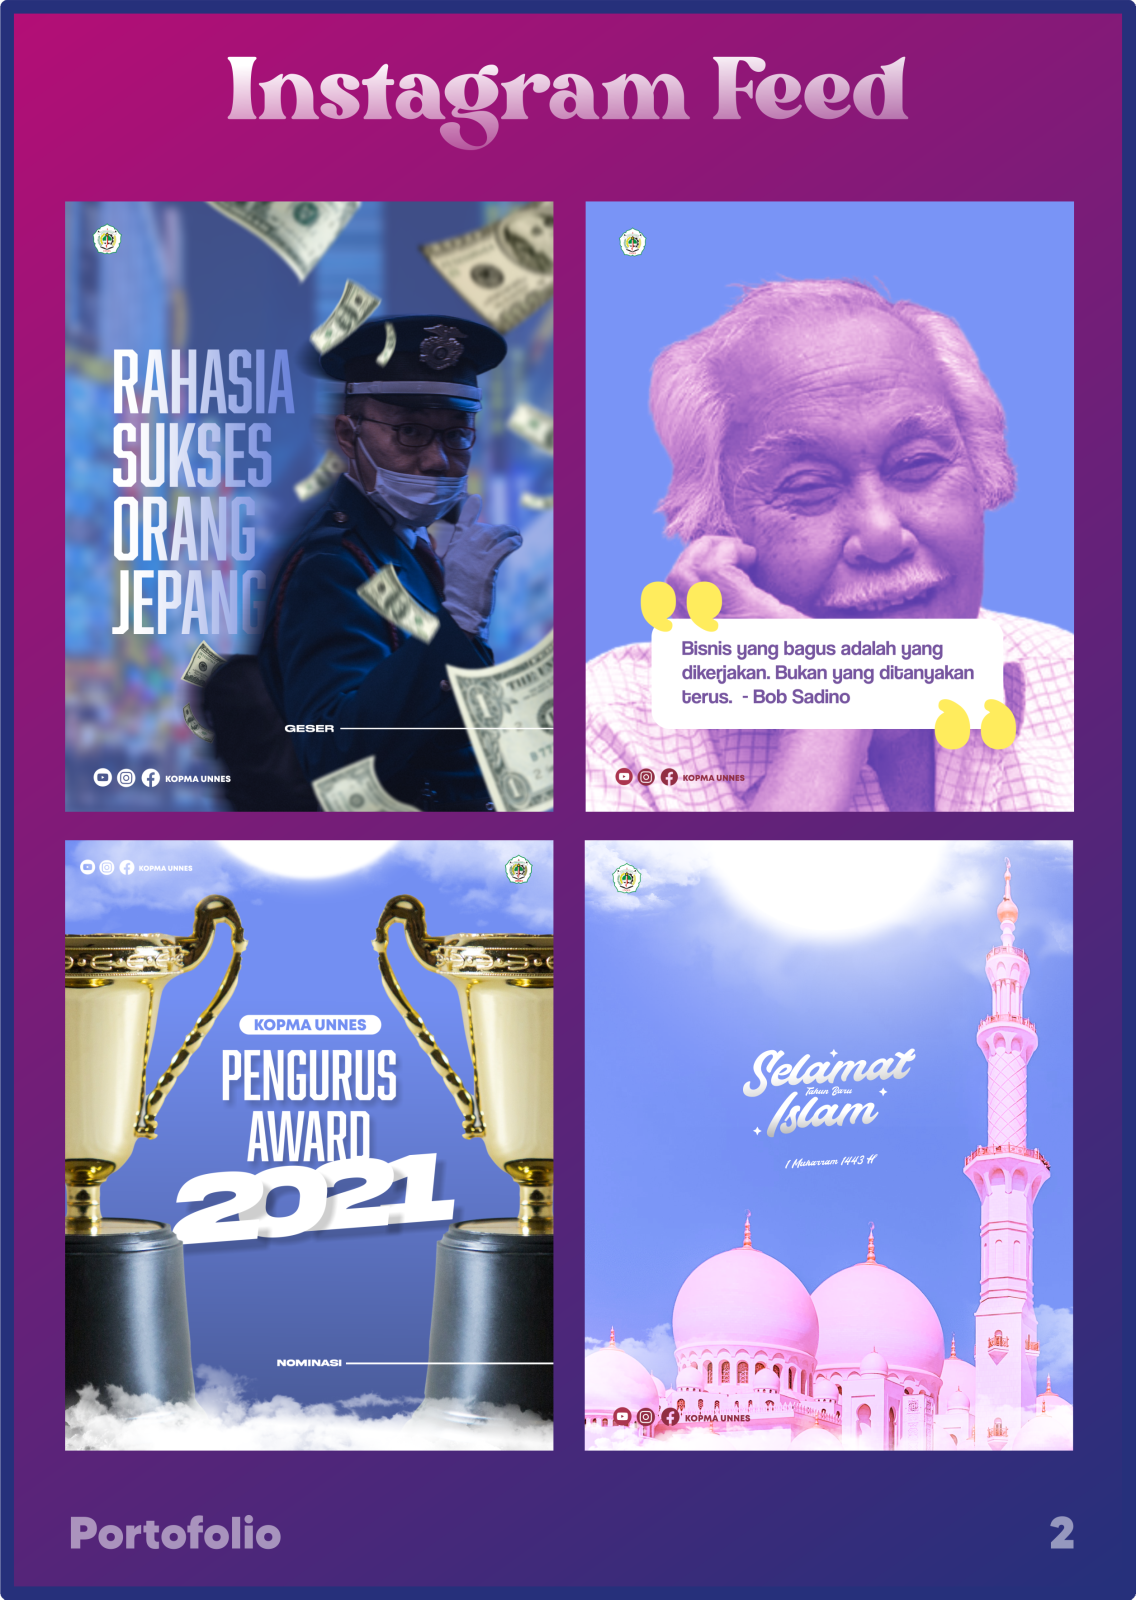 Instagram Feed
RAHASIA
SUKSES
ORANG
JEPANG
GESER
KOPMA UNNES
Bisnis yang bagus adalah yang
dikerjakan. Bukan yang ditanyakan
terus. - Bob Sadino
KOPMA UNNES
KOPMA UNNES
KOPMA UNNES
PENGURUS
AWARD
2021
NOMINASI
Selamat
Tahun Baru
Islam
1 Muharram 1443 H
KOPMA UNNES
Portofolio
2